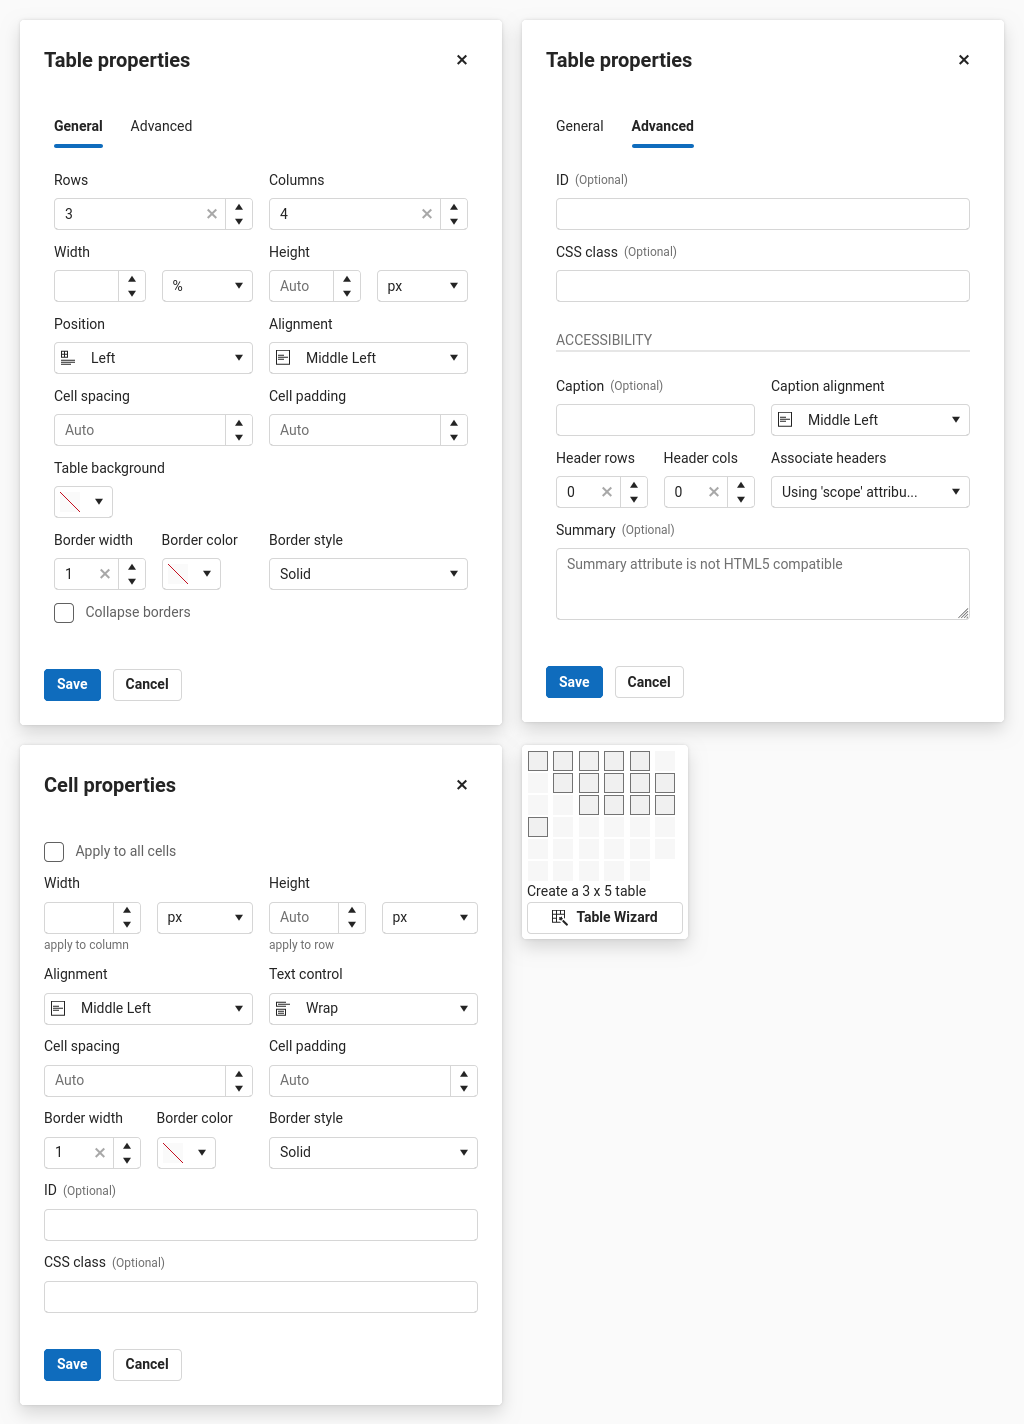 Table properties
General Advanced
Rows Columns
3 4
Width Height
% Auto px
Position Alignment
Left Middle Left
Cell spacing Cell padding
Auto Auto
Table background
Border width Border color Border style
1 Solid
Collapse borders
Save Cancel
Table properties
General Advanced
ID (Optional)
CSS class (Optional)
ACCESSIBILITY
Caption (Optional) Caption alignment
Middle Left
Header rows Header cols Associate headers
0 0 Using 'scope' attribu...
Summary (Optional)
Summary attribute is not HTML5 compatible
Save Cancel
Cell properties
Apply to all cells
Width Height
px Auto px
apply to column apply to row
Alignment Text control
Middle Left Wrap
Cell spacing Cell padding
Auto Auto
Border width Border color Border style
1 Solid
ID (Optional)
CSS class (Optional)
Save Cancel
Create a 3 x 5 table
Table Wizard